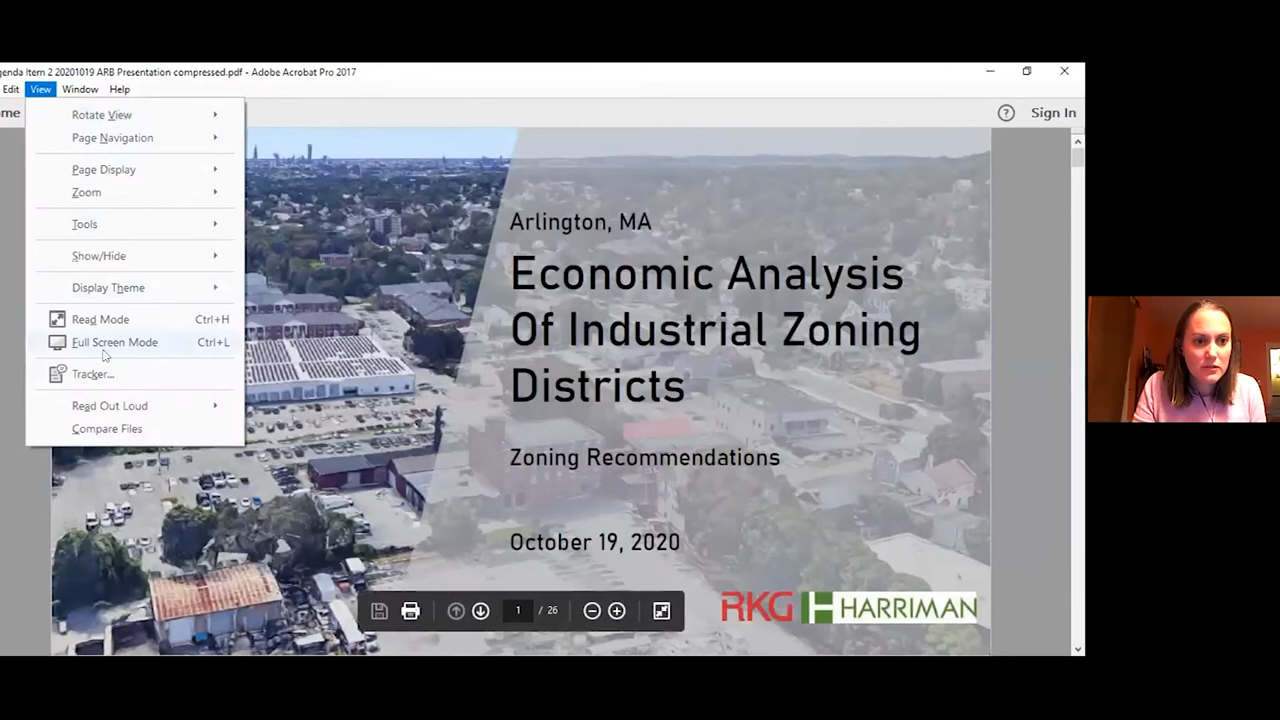 genda Item 2 20201019 ARB Presentation compressed.pdf - Adobe Acrobat Pro 2017
Edit View Window Help
me
? Sign In
Rotate View
Page Navigation
Page Display
Zoom
Tools
Show/Hide
Display Theme
Read Mode Ctrl+H
Full Screen Mode Ctrl+L
Tracker...
Read Out Loud
Compare Files
Arlington, MA
Economic Analysis
Of Industrial Zoning
Districts
Zoning Recommendations
October 19, 2020
1 / 26
RKG HARRIMAN